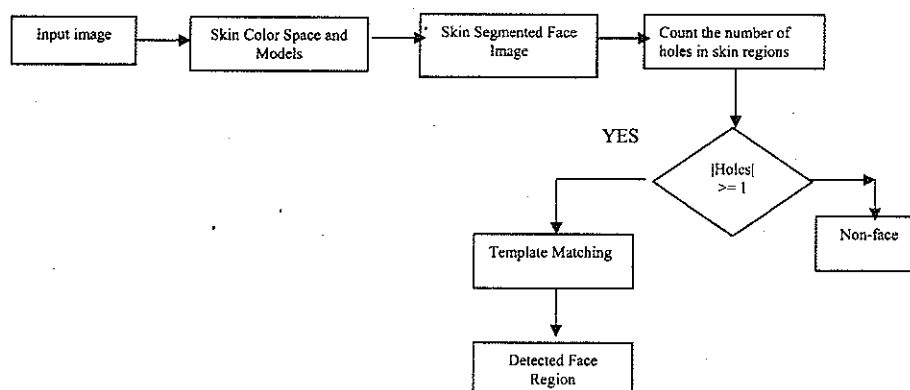 Input image
Skin Color Space and
Models
Skin Segmented Face
Image
Count the number of
holes in skin regions
YES
|Holes|
>= 1
Non-face
Template Matching
Detected Face
Region